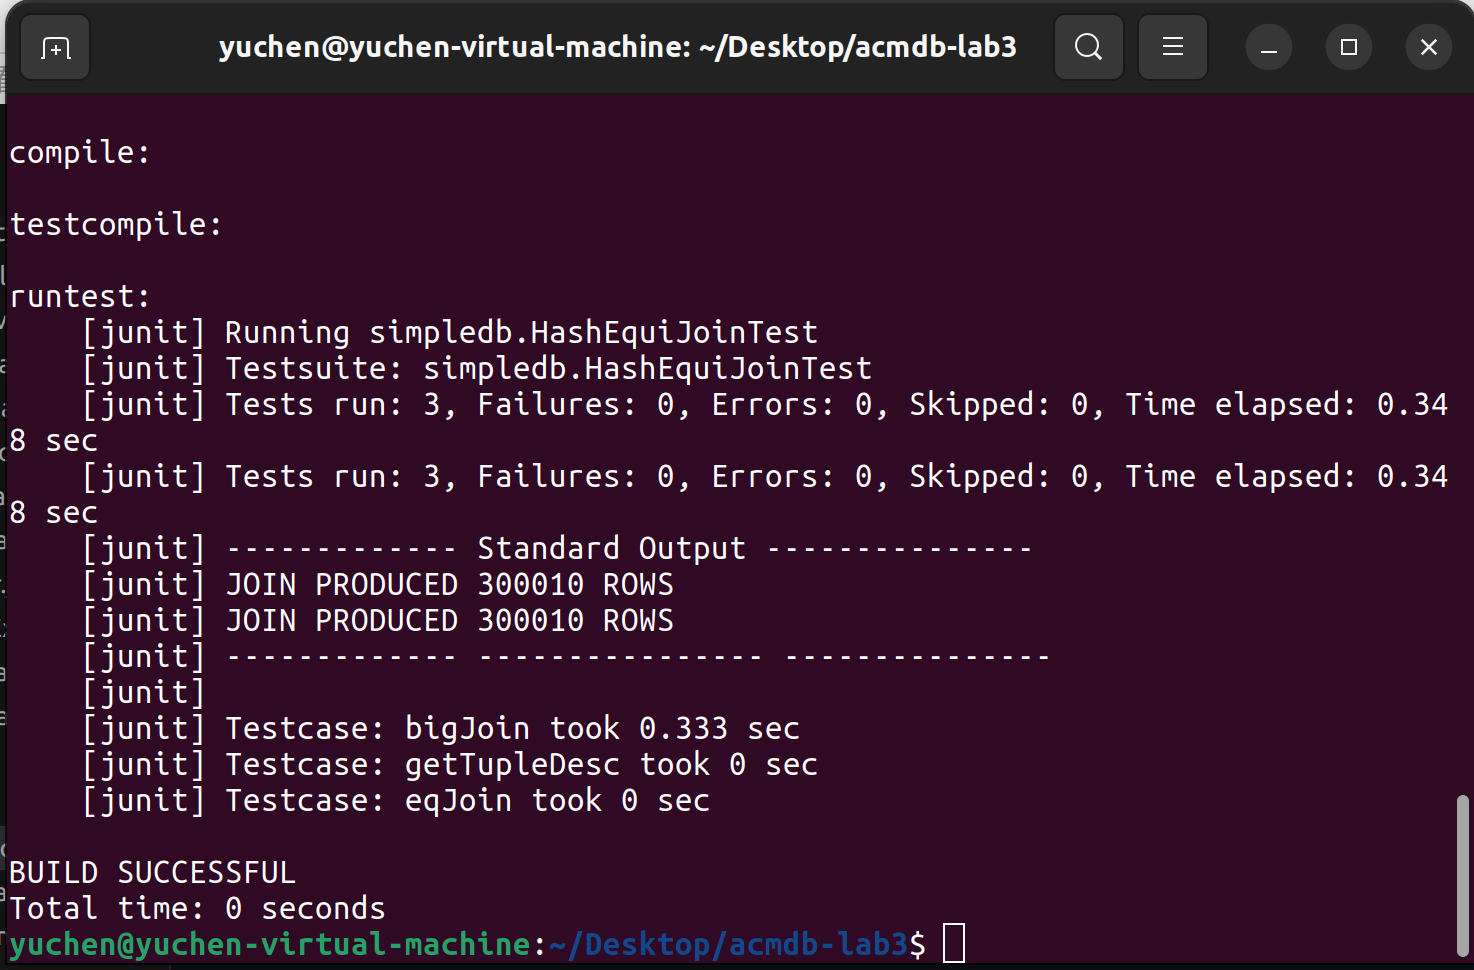 yuchen@yuchen-virtual-machine: ~/Desktop/acmdb-lab3
compile:
testcompile:
runtest:
[junit] Running simpledb.HashEquiJoinTest
[junit] Testsuite: simpledb.HashEquiJoinTest
[junit] Tests run: 3, Failures: 0, Errors: 0, Skipped: 0, Time elapsed: 0.34
8 sec
[junit] Tests run: 3, Failures: 0, Errors: 0, Skipped: 0, Time elapsed: 0.34
8 sec
[junit] ------------- Standard Output ---------------
[junit] JOIN PRODUCED 300010 ROWS
[junit] JOIN PRODUCED 300010 ROWS
[junit] ------------- ---------------- ---------------
[junit]
[junit] Testcase: bigJoin took 0.333 sec
[junit] Testcase: getTupleDesc took 0 sec
[junit] Testcase: eqJoin took 0 sec
BUILD SUCCESSFUL
Total time: 0 seconds
yuchen@yuchen-virtual-machine:~/Desktop/acmdb-lab3$